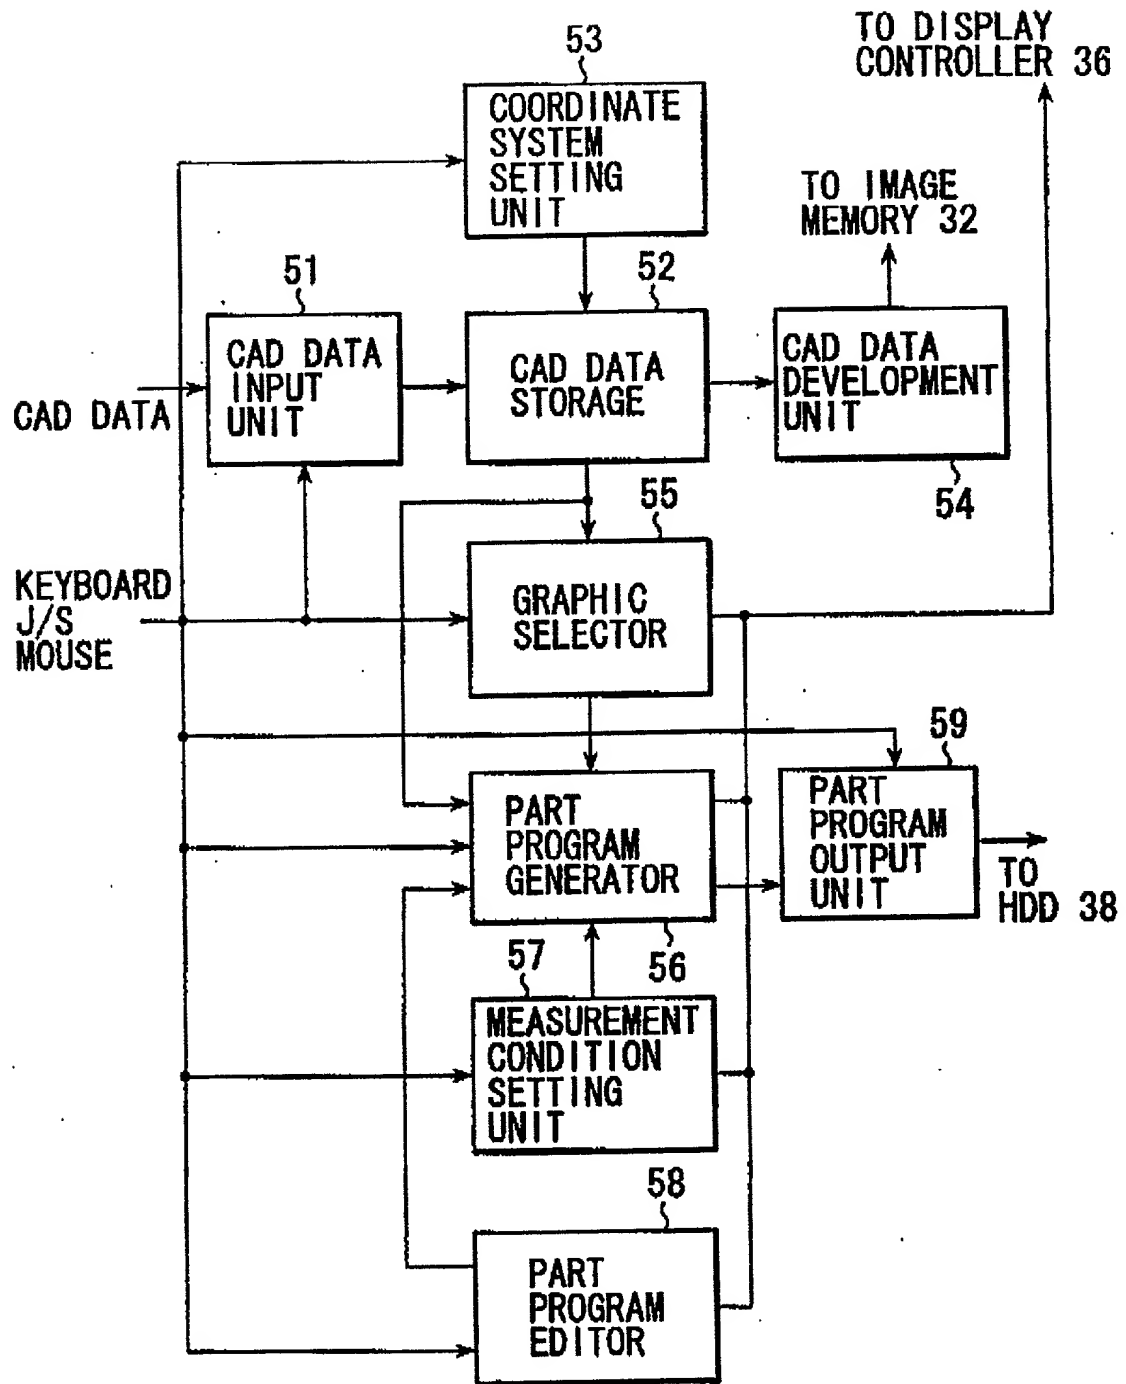 TO DISPLAY
CONTROLLER 36
53
COORDINATE
SYSTEM
SETTING
UNIT
TO IMAGE
MEMORY 32
51
CAD DATA
INPUT
UNIT
52
CAD DATA
STORAGE
CAD DATA
DEVELOPMENT
UNIT
54
CAD DATA
55
GRAPHIC
SELECTOR
KEYBOARD
J/S
MOUSE
59
PART
PROGRAM
OUTPUT
UNIT
TO
HDD 38
PART
PROGRAM
GENERATOR
56
57
MEASUREMENT
CONDITION
SETTING
UNIT
58
PART
PROGRAM
EDITOR